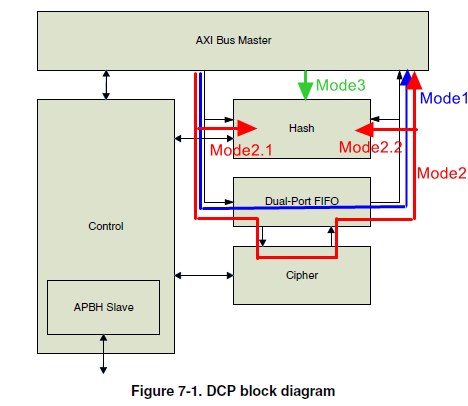 AXI Bus Master
Mode3
Mode1
Hash
Mode2.1
Mode2.2
Mode2
Dual-Port FIFO
Control
Cipher
APBH Slave
Figure 7-1. DCP block diagram